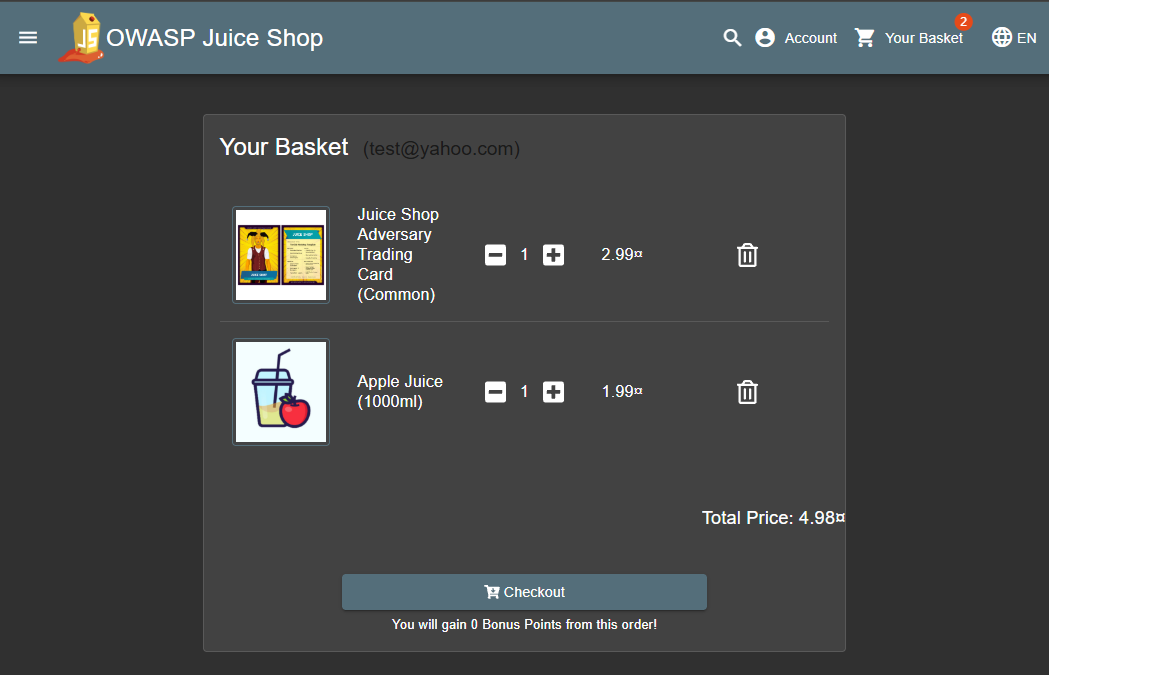 OWASP Juice Shop
Account
Your Basket
2
EN
Your Basket (test@yahoo.com)
Juice Shop
Adversary
Trading
Card
(Common)
1
2.99¤
Apple Juice
(1000ml)
1
1.99¤
Total Price: 4.98¤
Checkout
You will gain 0 Bonus Points from this order!